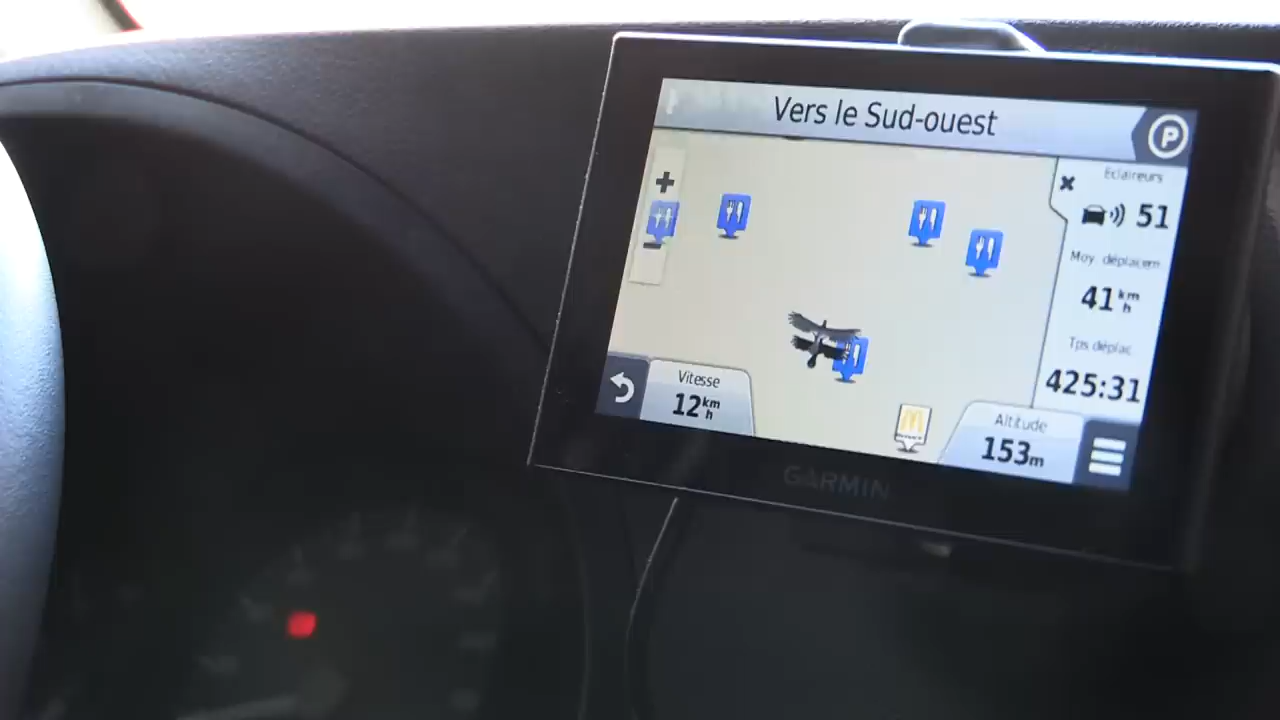 Vers le Sud-ouest
P
Eclaireurs
51
Moy. déplacem
41 km/h
Tps déplac
425:31
Vitesse
12 km/h
Altitude
153m
GARMIN